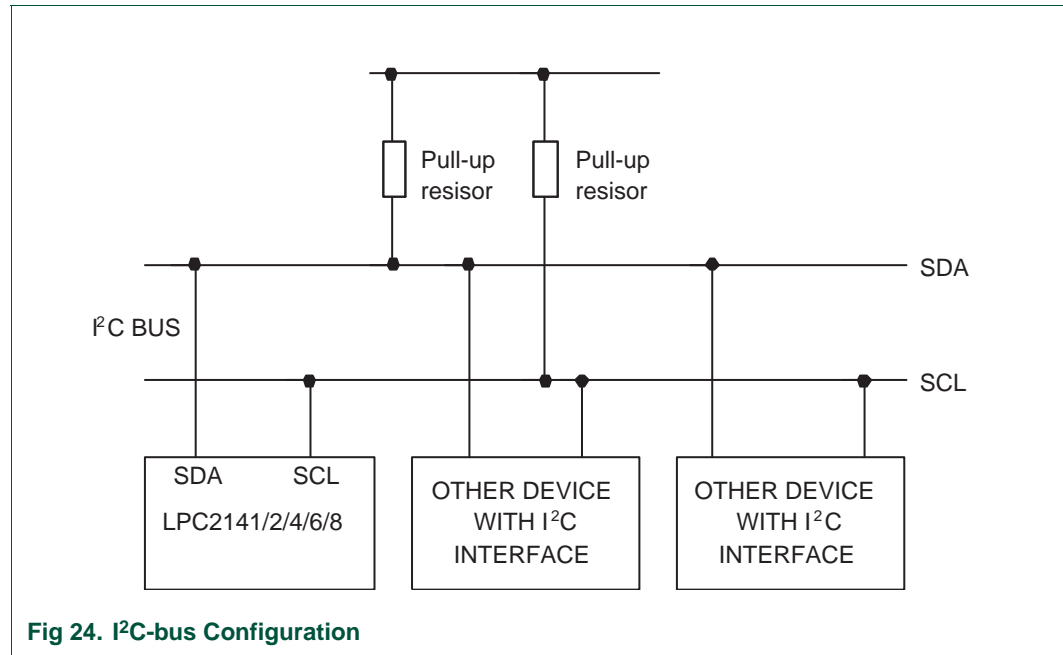 Pull-up
resisor
Pull-up
resisor
SDA
I²C BUS
SCL
SDA SCL
LPC2141/2/4/6/8
OTHER DEVICE
WITH I²C
INTERFACE
OTHER DEVICE
WITH I²C
INTERFACE
Fig 24. I²C-bus Configuration